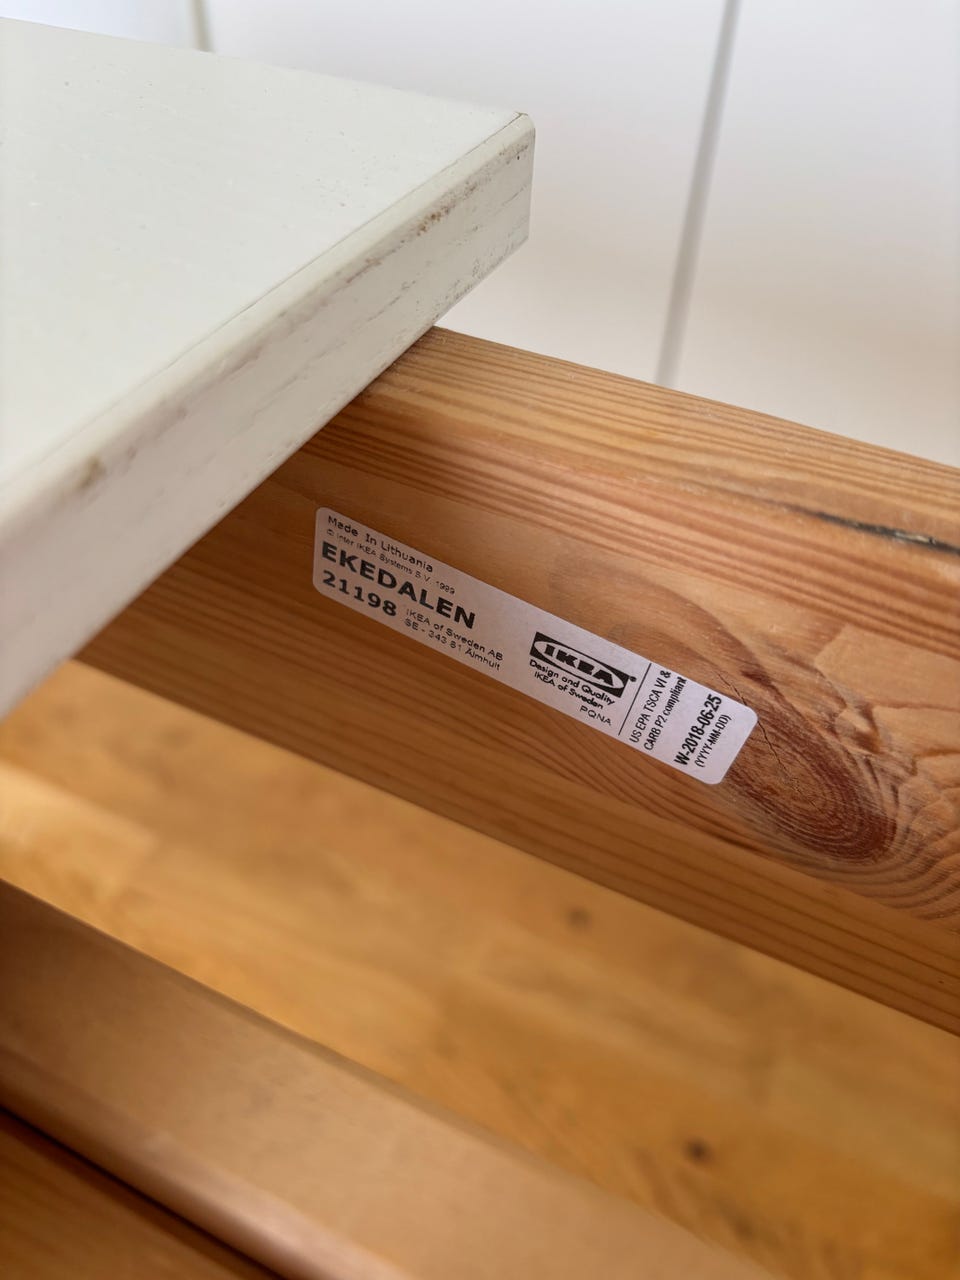 Made In Lithuania
© Inter IKEA Systems B.V. 1999
EKEDALEN
21198
IKEA of Sweden AB
SE - 343 81 Älmhult
IKEA®
Design and Quality
IKEA of Sweden
PQNA
US EPA TSCA VI &
CARB P2 compliant
W-2018-06-25
(YYYY-MM-DD)